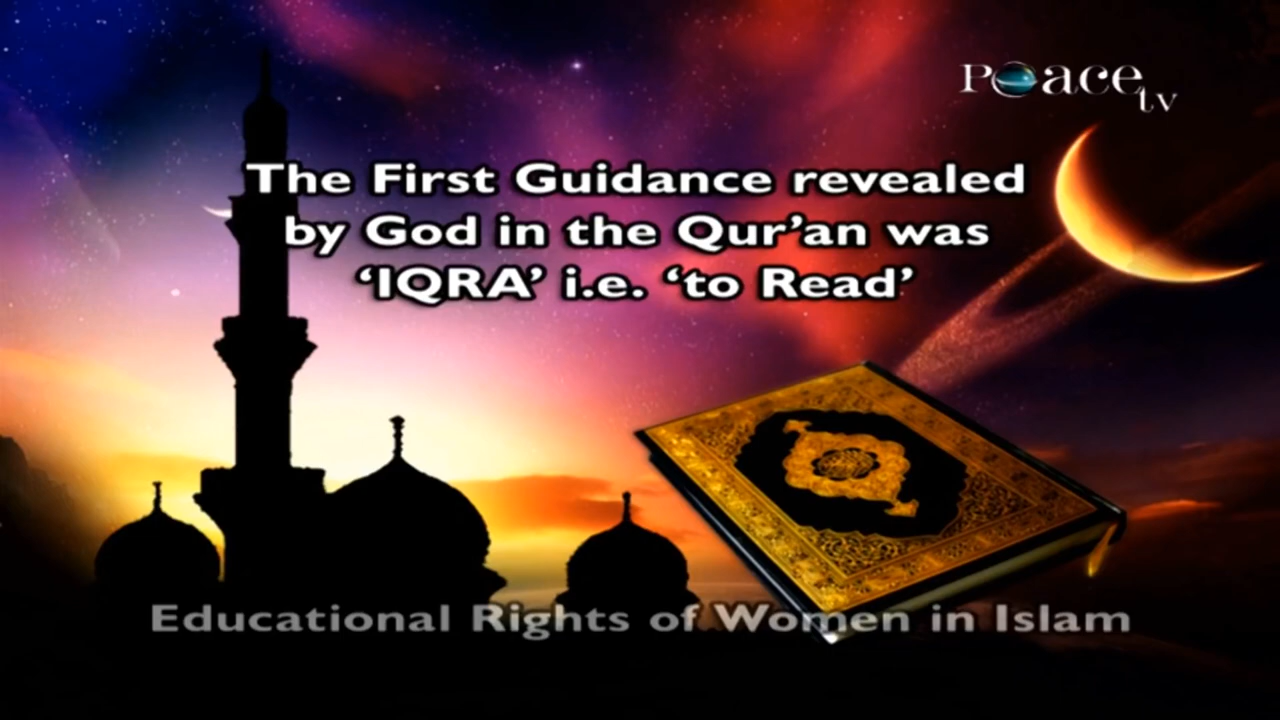 Peace tv
The First Guidance revealed
by God in the Qur’an was
‘IQRA’ i.e. ‘to Read’
Educational Rights of Women in Islam